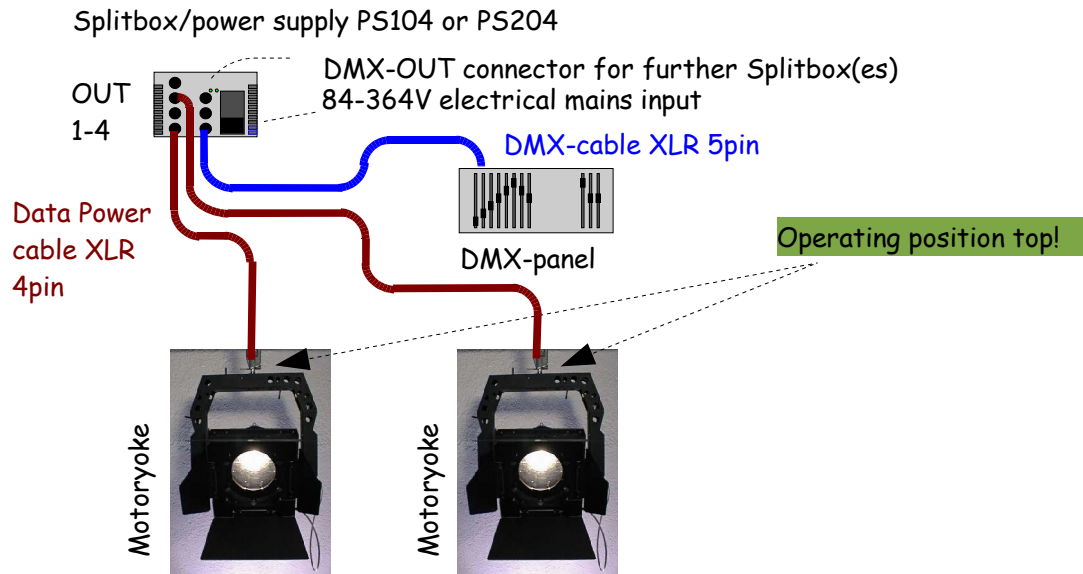 Splitbox/power supply PS104 or PS204
DMX-OUT connector for further Splitbox(es)
84-364V electrical mains input
OUT
1-4
DMX-cable XLR 5pin
Data Power
cable XLR
4pin
DMX-panel
Operating position top!
Motoryoke
Motoryoke